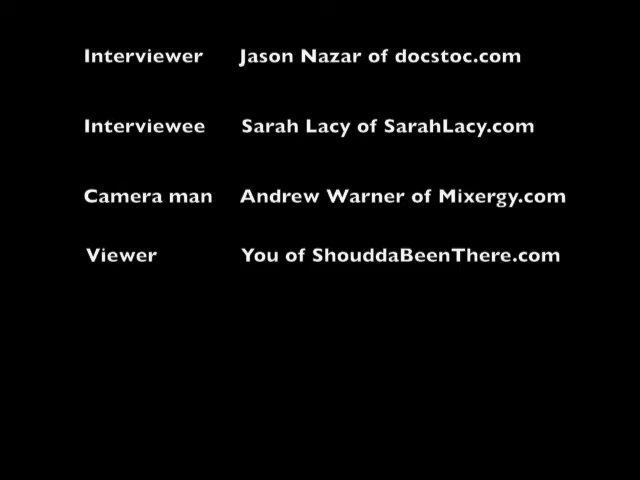 Interviewer Jason Nazar of docstoc.com
Interviewee Sarah Lacy of SarahLacy.com
Camera man Andrew Warner of Mixergy.com
Viewer You of ShouddaBeenThere.com